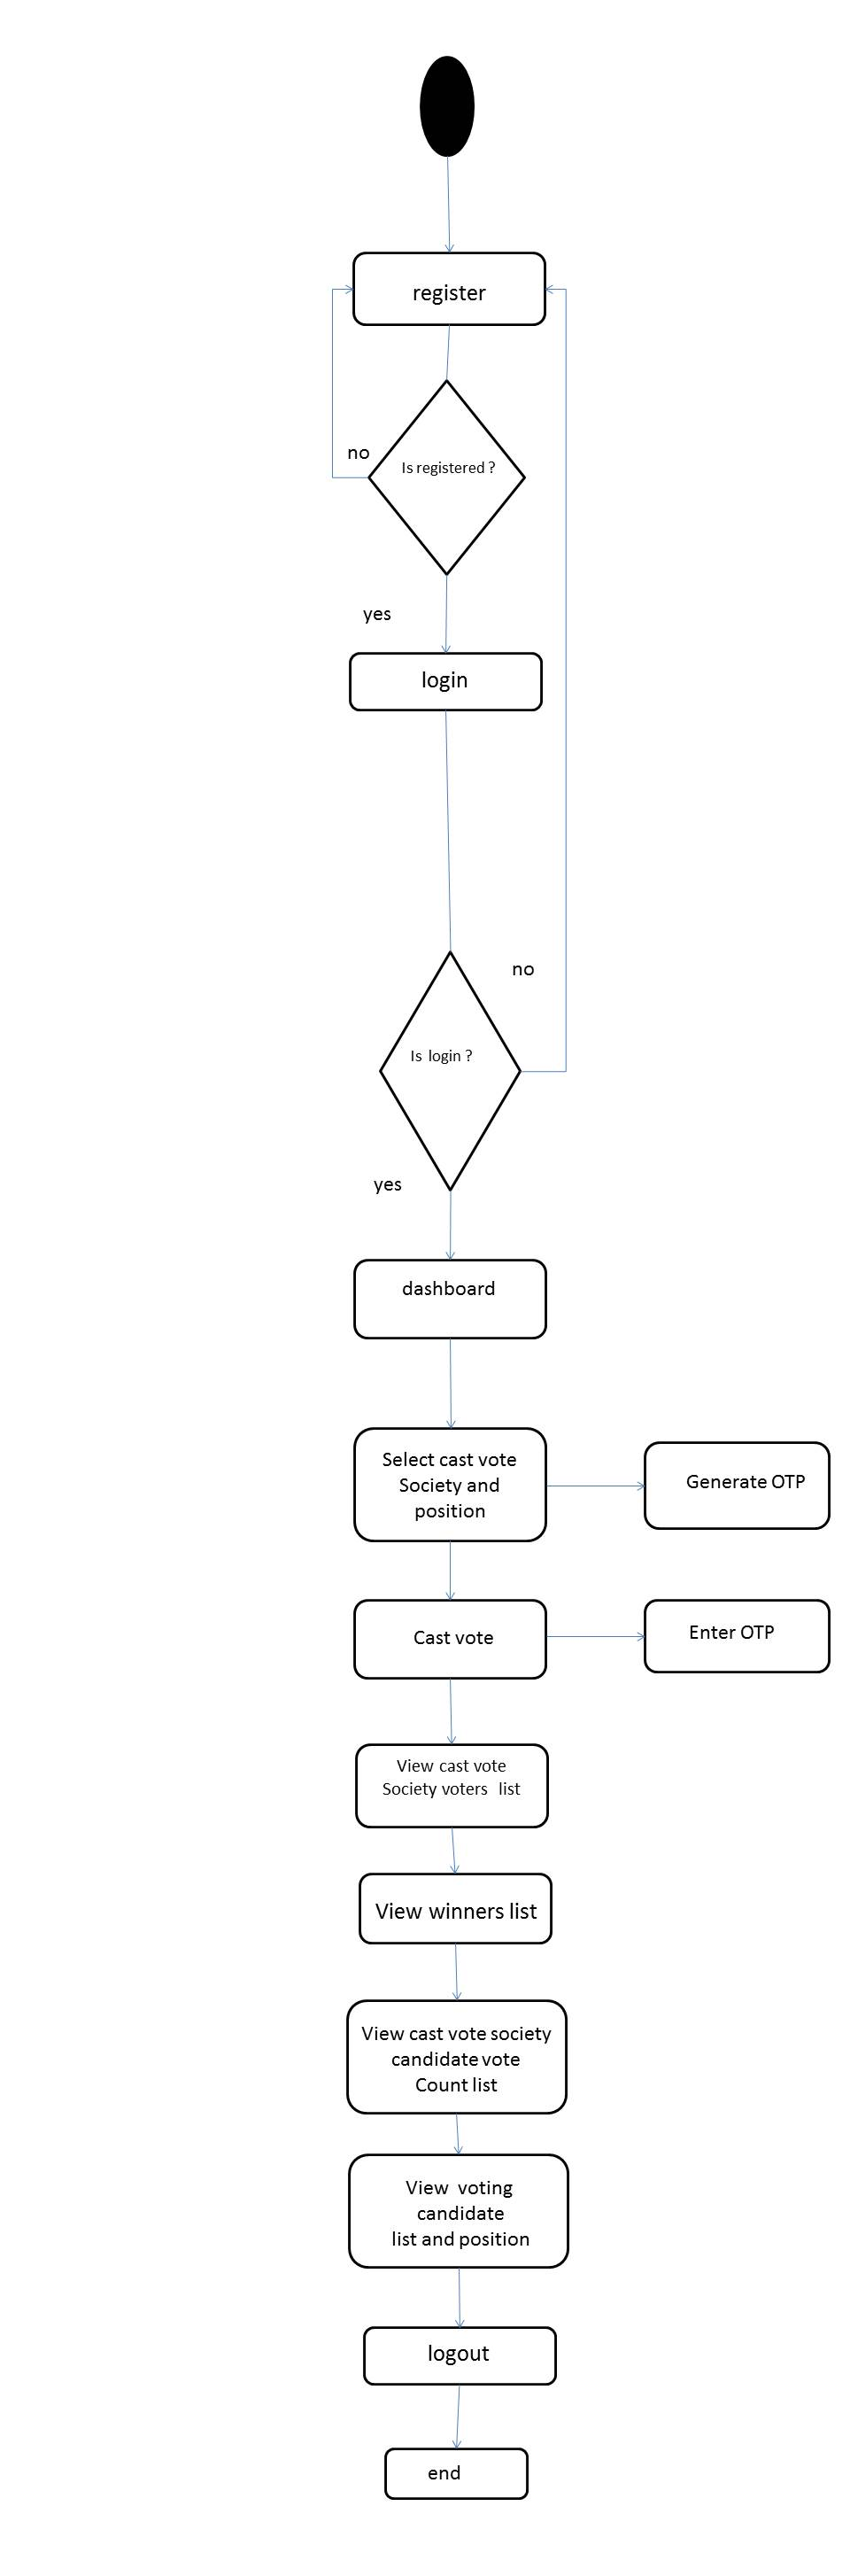 register
no
Is registered ?
yes
login
no
Is login ?
yes
dashboard
Select cast vote
Society and
position
Generate OTP
Cast vote
Enter OTP
View cast vote
Society voters list
View winners list
View cast vote society
candidate vote
Count list
View voting
candidate
list and position
logout
end